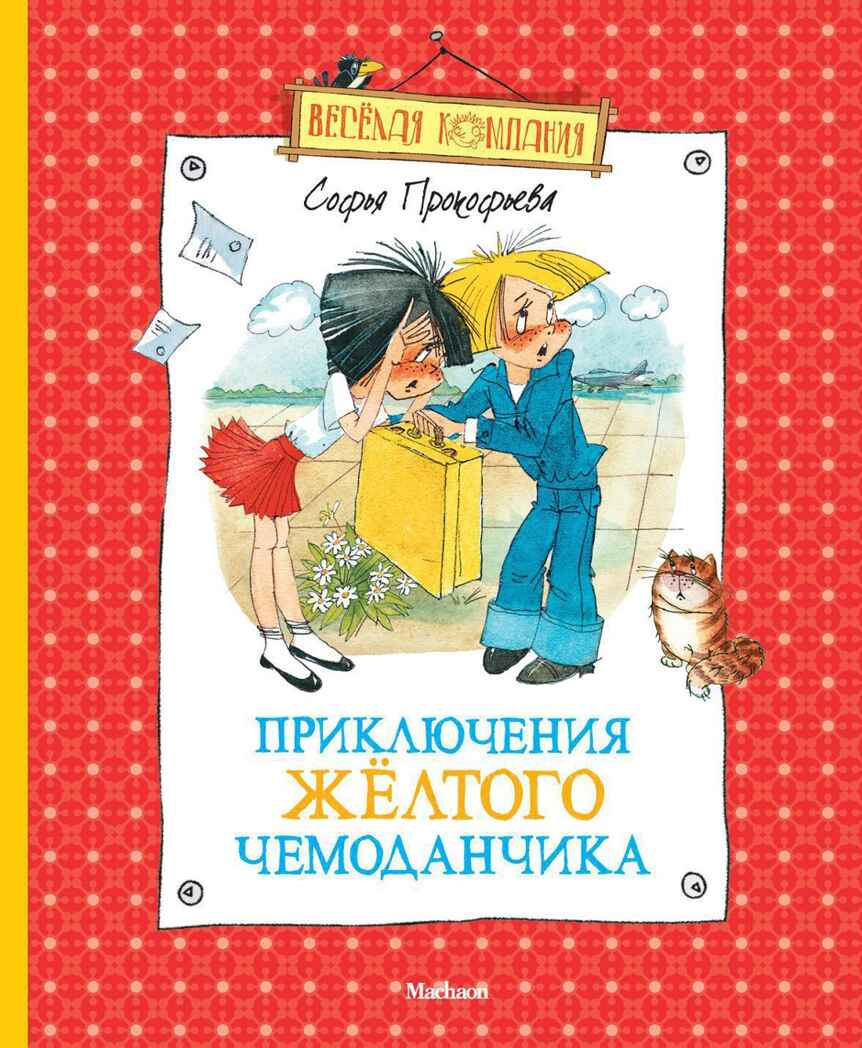 ВЕСЁЛАЯ КОМПАНИЯ
Софья Прокофьева
ПРИКЛЮЧЕНИЯ
ЖЁЛТОГО
ЧЕМОДАНЧИКА
Machaon